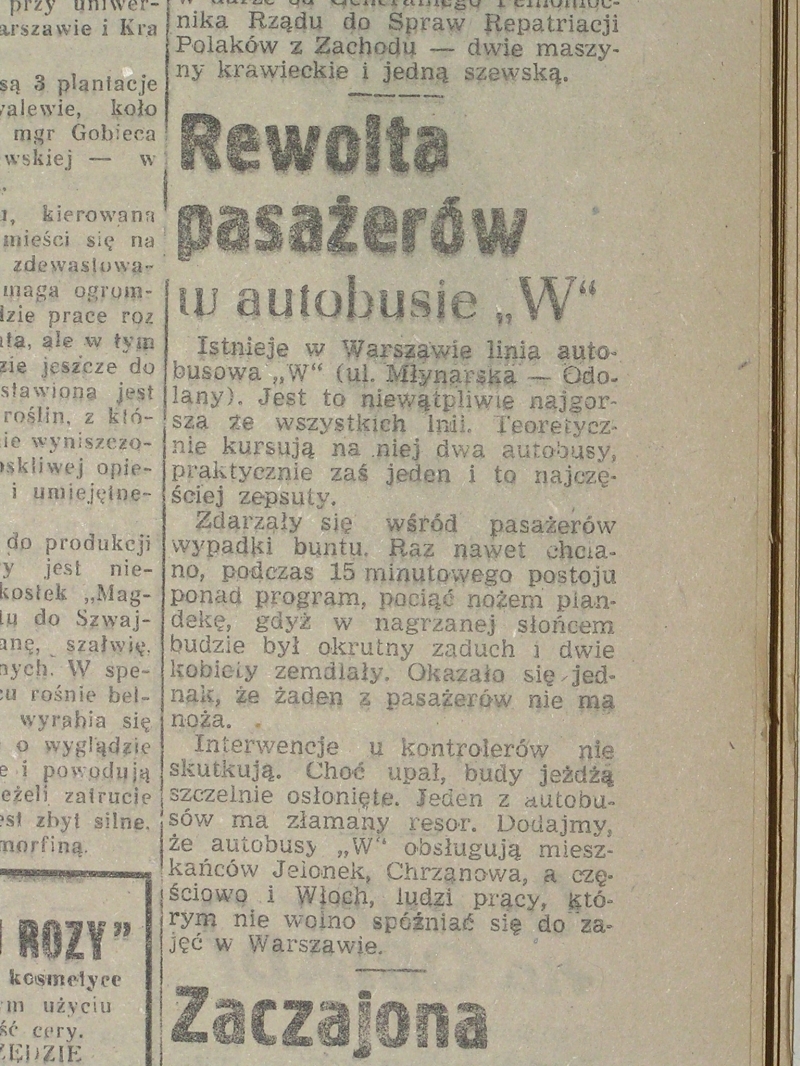 przy uniwer-
arszawie i Kra
są 3 plantacje
walewie, koło
mgr Gobieca
wskiej — w
kierowana
mieści się na
zdewastowa-
maga ogrom-
dzie prace roz
ale w tym
zie jeszcze do
stawiona jest
roślin, z któ-
ie wyniszczo-
oskliwej opie-
i umiejętne-
do produkcji
y jest nie-
kostek „Mag-
tu do Szwaj-
anę, szałwię,
nych. W spe-
cu rośnie bel-
wyrabia się
o wyglądzie
e i powodują
eżeli zatrucie
est zbyt silne,
morfiną.
ROZY”
kosmetyce
ym użyciu
ść cery.
ZĘDZIE
nika Rządu do Spraw Repatriacji
Polaków z Zachodu — dwie maszy-
ny krawieckie i jedną szewską.
Rewolta
pasażerów
w autobusie „W“
Istnieje w Warszawie linia auto-
busowa „W“ (ul. Młynarska — Odo-
lany). Jest to niewątpliwie najgor-
sza ze wszystkich linii. Teoretycz-
nie kursują na niej dwa autobusy,
praktycznie zaś jeden i to najczę-
ściej zepsuty.
Zdarzały się wśród pasażerów
wypadki buntu. Raz nawet chcia-
no, podczas 15 minutowego postoju
ponad program, pociąć nożem plan-
dekę, gdyż w nagrzanej słońcem
budzie był okrutny zaduch i dwie
kobiety zemdlały. Okazało się jed-
nak, że żaden z pasażerów nie ma
noża.
Interwencje u kontrolerów nie
skutkują. Choć upał, budy jeżdżą
szczelnie osłonięte. Jeden z autobu-
sów ma złamany resor. Dodajmy,
że autobusy „W“ obsługują miesz-
kańców Jelonek, Chrzanowa, a czę-
ściowo i Włoch, ludzi pracy, któ-
rym nie wolno spóźniać się do za-
jęć w Warszawie.
Zaczajona